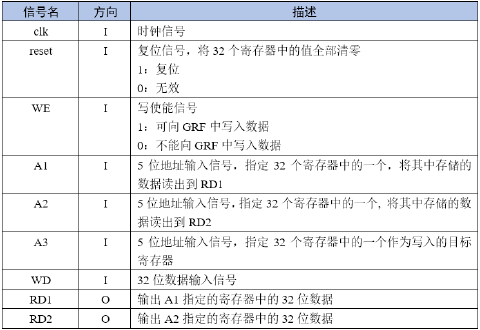 信号名 方向 描述
clk I 时钟信号
reset I 复位信号，将 32 个寄存器中的值全部清零
1：复位
0：无效
WE I 写使能信号
1：可向 GRF 中写入数据
0：不能向 GRF 中写入数据
A1 I 5 位地址输入信号，指定 32 个寄存器中的一个，将其中存储的
数据读出到 RD1
A2 I 5 位地址输入信号，指定 32 个寄存器中的一个，将其中存储的数
据读出到 RD2
A3 I 5 位地址输入信号，指定 32 个寄存器中的一个作为写入的目标
寄存器
WD I 32 位数据输入信号
RD1 O 输出 A1 指定的寄存器中的 32 位数据
RD2 O 输出 A2 指定的寄存器中的 32 位数据